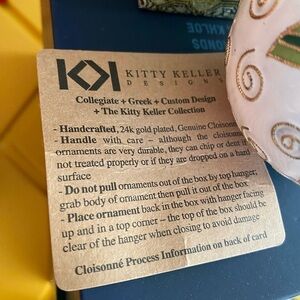 ONDS
KHLOE
KK KITTY KELLER
DESIGNS
Collegiate + Greek + Custom Design
+ The Kitty Keller Collection
- Handcrafted, 24k gold plated, Genuine Cloisonné
- Handle with care – although the cloisonné
ornaments are very durable, they can chip or dent if
not treated properly or if they are dropped on a hard
surface
- Do not pull ornaments out of the box by top hanger;
grab body of ornament then pull it out of the box
- Place ornament back in the box with hanger facing
up and in a top corner – the top of the box should be
clear of the hanger when closing to avoid damage
Cloisonné Process Information on back of card